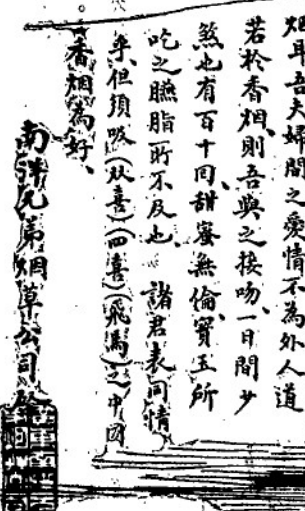 烟耳吾夫婦間之愛情不為外人道
若於香烟、則吾與之接吻、一日間少
煞也有百十回、甜蜜無倫、寳玉所
吃之臙脂所不及也、諸君表同情
乎、但須吸(双喜)(四喜)(飛馬)之中國
香烟為好、
南洋兄弟烟草公司啓